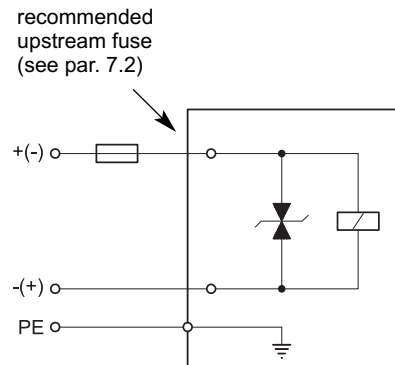 recommended
upstream fuse
(see par. 7.2)
+(-)
-(+)
PE